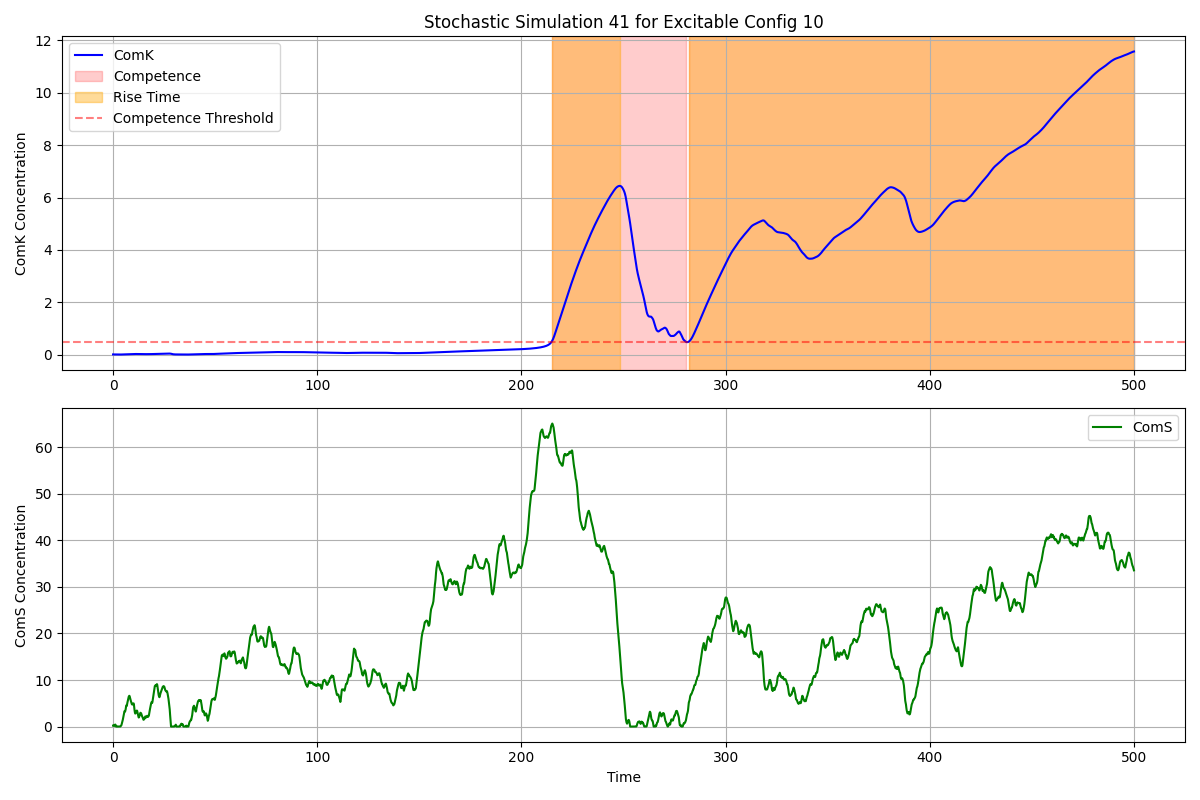 Stochastic Simulation 41 for Excitable Config 10
12
10
8
6
4
2
0
ComK Concentration
ComK
Competence
Rise Time
Competence Threshold
0 100 200 300 400 500
60
50
40
30
20
10
0
ComS Concentration
ComS
0 100 200 300 400 500
Time